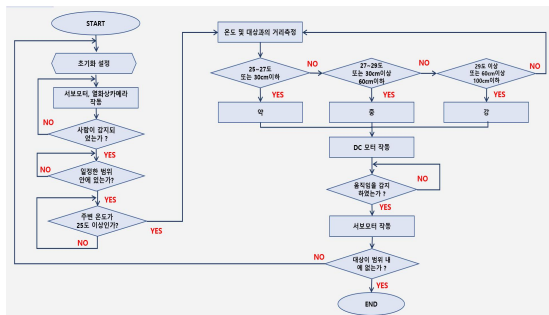 START
초기화 설정
서보모터, 열화상카메라
작동
사람이 감지되
었는가 ?
NO
YES
일정한 범위
안에 있는가?
NO
YES
주변 온도가
25도 이상인가?
NO
YES
온도 및 대상과의 거리측정
25~27도
또는 30cm이하
NO
YES
27~29도
또는 30cm이상
60cm이하
NO
YES
29도 이상
또는 60cm이상
100cm이하
NO
YES
약
중
강
DC 모터 작동
움직임을 감지
하였는가 ?
NO
YES
서보모터 작동
대상이 범위 내
에 없는가 ?
NO
YES
END